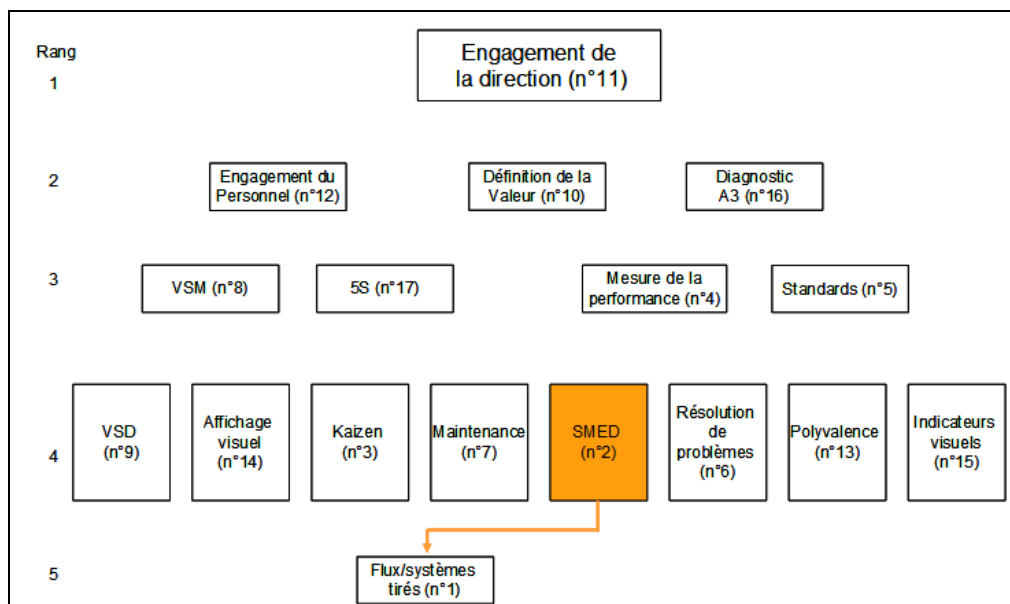 Rang
1
Engagement de
la direction (n°11)
2
Engagement du
Personnel (n°12)
Définition de la
Valeur (n°10)
Diagnostic
A3 (n°16)
3
VSM (n°8)
5S (n°17)
Mesure de la
performance (n°4)
Standards (n°5)
4
VSD
(n°9)
Affichage
visuel
(n°14)
Kaizen
(n°3)
Maintenance
(n°7)
SMED
(n°2)
Résolution
de
problèmes
(n°6)
Polyvalence
(n°13)
Indicateurs
visuels
(n°15)
5
Flux/systèmes
tirés (n°1)